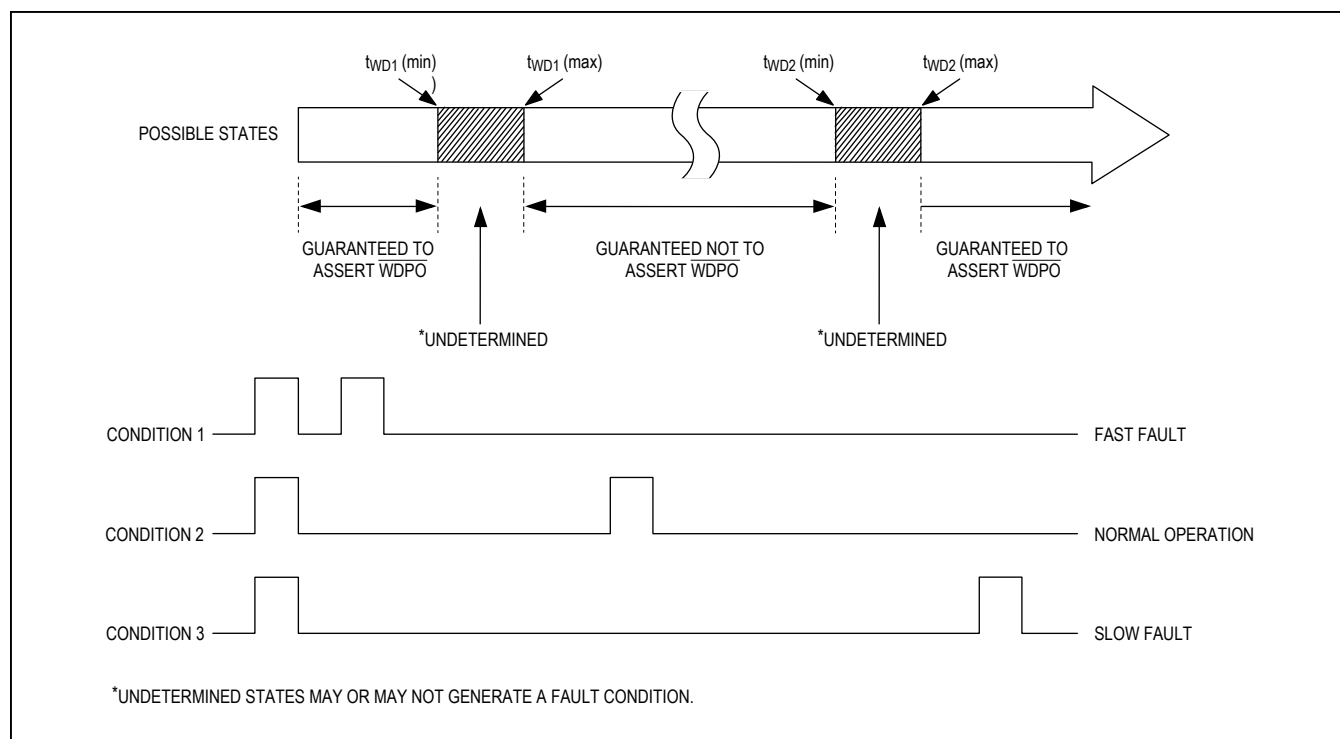 tWD1 (min)
tWD1 (max)
tWD2 (min)
tWD2 (max)
)
POSSIBLE STATES
GUARANTEED TO
ASSERT WDPO
GUARANTEED NOT TO
ASSERT WDPO
GUARANTEED TO
ASSERT WDPO
*UNDETERMINED
*UNDETERMINED
CONDITION 1
FAST FAULT
CONDITION 2
NORMAL OPERATION
CONDITION 3
SLOW FAULT
*UNDETERMINED STATES MAY OR MAY NOT GENERATE A FAULT CONDITION.